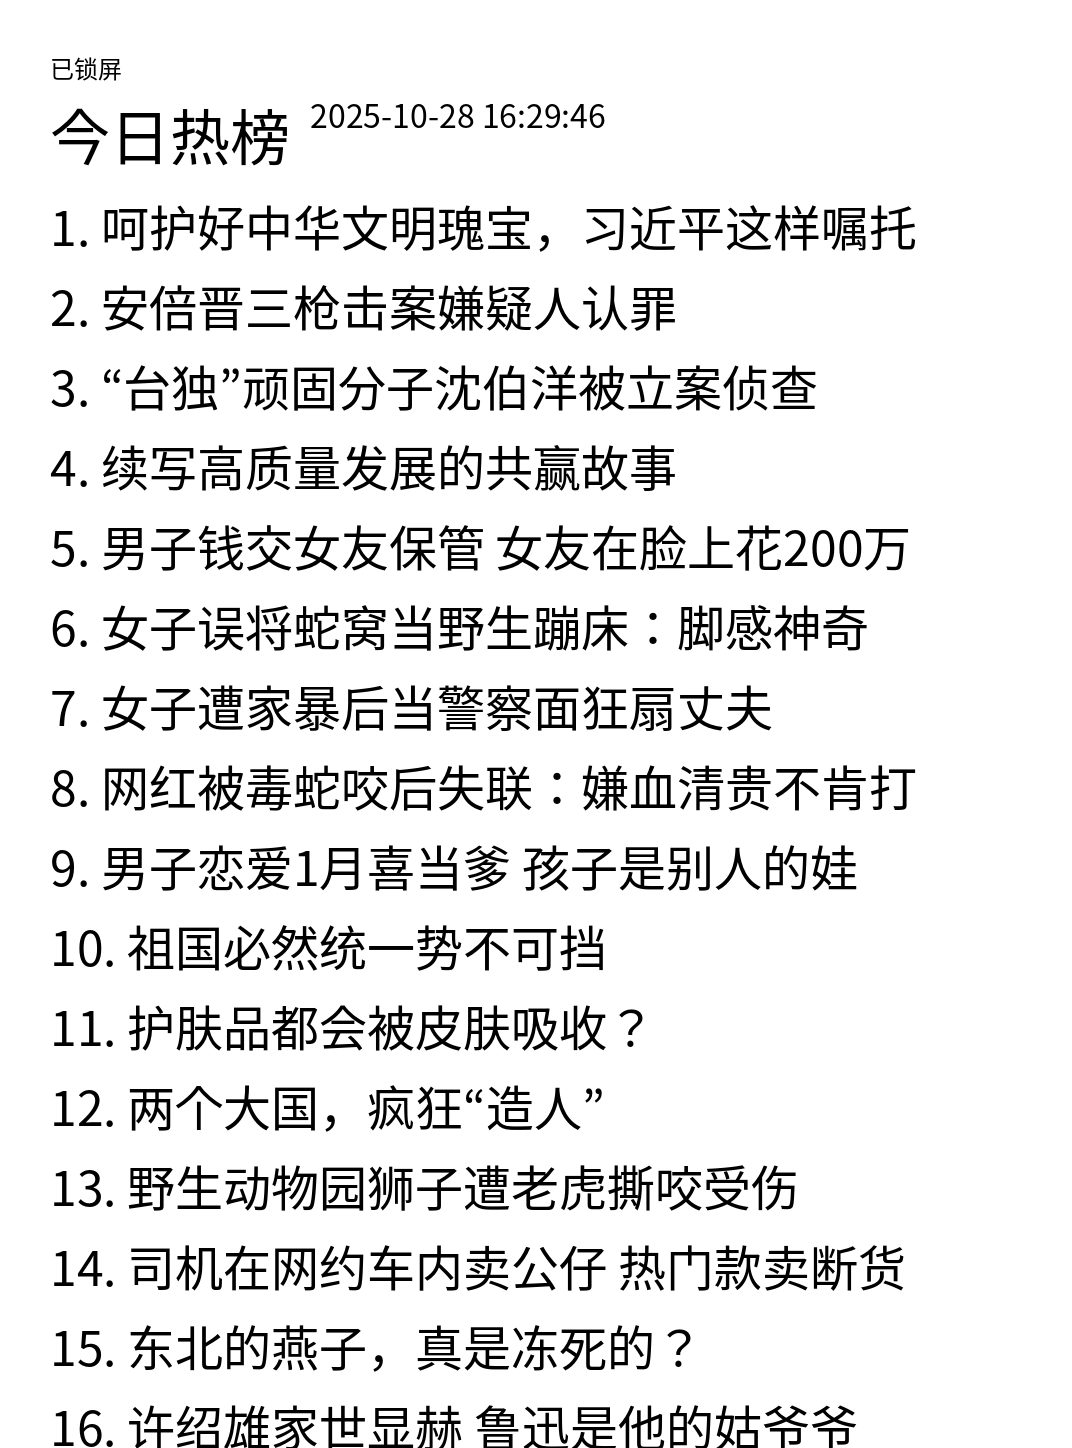 已锁屏
今日热榜 2025-10-28 16:29:46
1. 呵护好中华文明瑰宝，习近平这样嘱托
2. 安倍晋三枪击案嫌疑人认罪
3. “台独”顽固分子沈伯洋被立案侦查
4. 续写高质量发展的共赢故事
5. 男子钱交女友保管 女友在脸上花200万
6. 女子误将蛇窝当野生蹦床：脚感神奇
7. 女子遭家暴后当警察面狂扇丈夫
8. 网红被毒蛇咬后失联：嫌血清贵不肯打
9. 男子恋爱1月喜当爹 孩子是别人的娃
10. 祖国必然统一势不可挡
11. 护肤品都会被皮肤吸收？
12. 两个大国，疯狂“造人”
13. 野生动物园狮子遭老虎撕咬受伤
14. 司机在网约车内卖公仔 热门款卖断货
15. 东北的燕子，真是冻死的？
16. 许绍雄家世显赫 鲁迅是他的姑爷爷